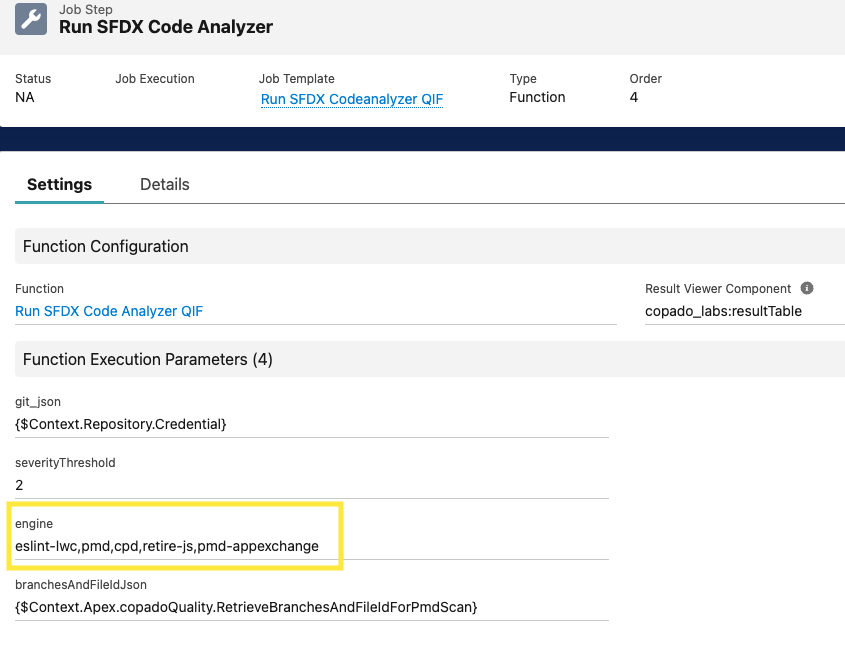 Job Step
Run SFDX Code Analyzer
Status Job Execution Job Template Type Order
NA Run SFDX Codeanalyzer QIF Function 4
Settings Details
Function Configuration
Function Result Viewer Component
Run SFDX Code Analyzer QIF copado_labs:resultTable
Function Execution Parameters (4)
git_json
{$Context.Repository.Credential}
severityThreshold
2
engine
eslint-lwc,pmd,cpd,retire-js,pmd-appexchange
branchesAndFileIdJson
{$Context.Apex.copadoQuality.RetrieveBranchesAndFileIdForPmdScan}